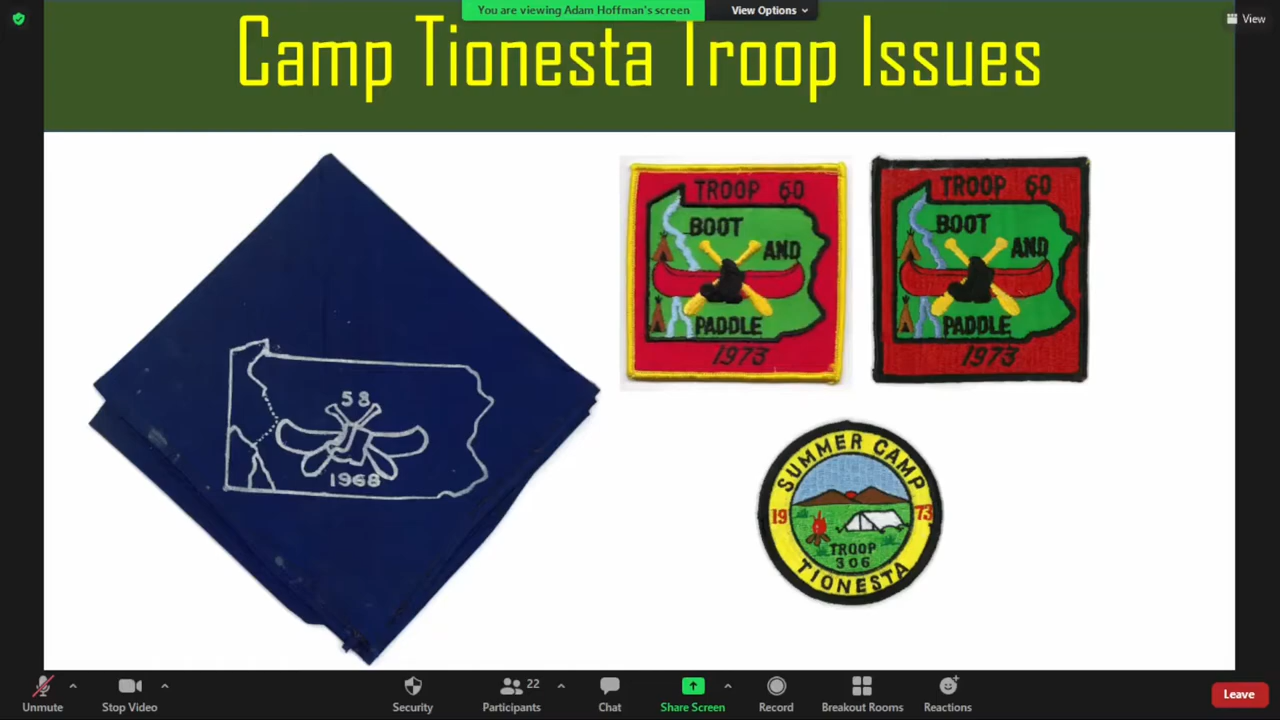 You are viewing Adam Hoffman's screen
View Options
View
Camp Tionesta Troop Issues
58
1968
TROOP 60
BOOT
AND
PADDLE
1973
TROOP 60
BOOT
AND
PADDLE
1973
SUMMER CAMP
19 73
TROOP
306
TIONESTA
Unmute
Stop Video
Security
22
Participants
Chat
Share Screen
Record
Breakout Rooms
Reactions
Leave